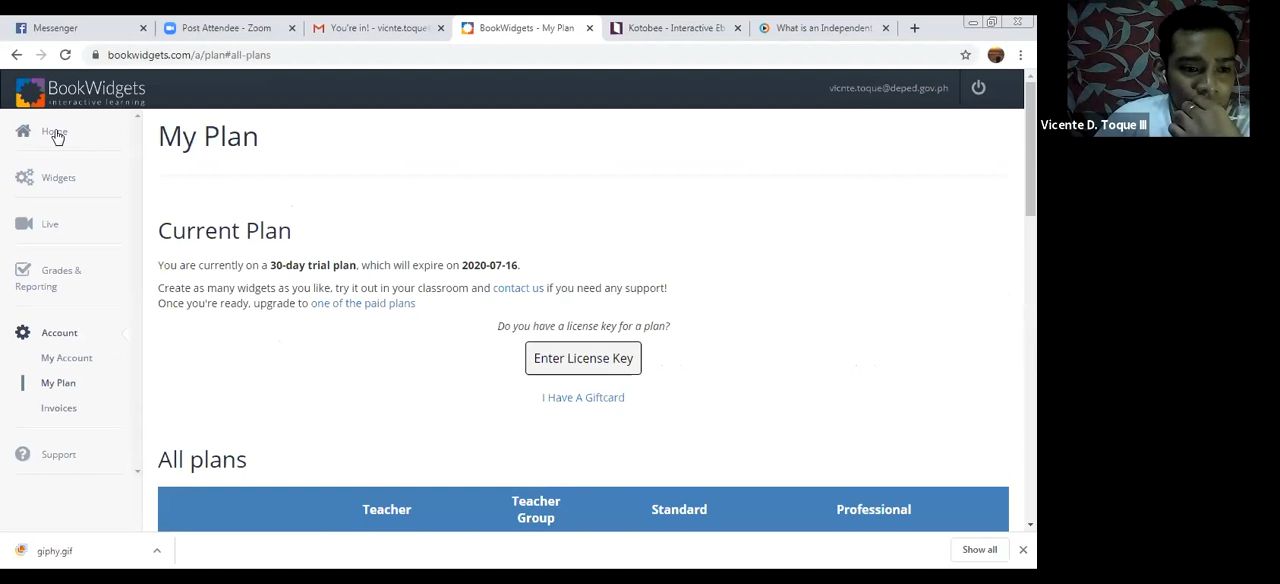 Messenger
Post Attendee - Zoom
You're in! - vicnte.toque
BookWidgets - My Plan
Kotobee - Interactive Eb
What is an Independent
bookwidgets.com/a/plan#all-plans
BookWidgets
interactive learning
vicnte.toque@deped.gov.ph
Home
Widgets
Live
Grades &
Reporting
Account
My Account
My Plan
Invoices
Support
My Plan
Current Plan
You are currently on a 30-day trial plan, which will expire on 2020-07-16.
Create as many widgets as you like, try it out in your classroom and contact us if you need any support!
Once you're ready, upgrade to one of the paid plans
Do you have a license key for a plan?
Enter License Key
I Have A Giftcard
All plans
Teacher
Teacher
Group
Standard
Professional
giphy.gif
Show all
Vicente D. Toque III